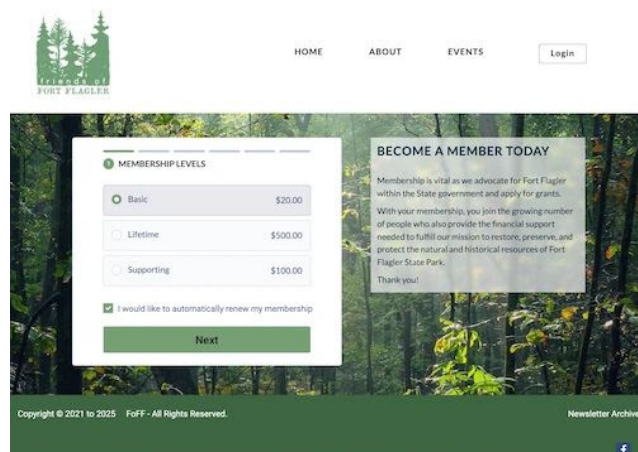 friends of
FORT FLAGLER
HOME ABOUT EVENTS Login
1 MEMBERSHIP LEVELS
Basic $20.00
Lifetime $500.00
Supporting $100.00
I would like to automatically renew my membership
Next
BECOME A MEMBER TODAY
Membership is vital as we advocate for Fort Flagler
within the State government and apply for grants.
With your membership, you join the growing number
of people who also provide the financial support
needed to fulfill our mission to restore, preserve, and
protect the natural and historical resources of Fort
Flagler State Park.
Thank you!
Copyright © 2021 to 2025 FoFF - All Rights Reserved. Newsletter Archive